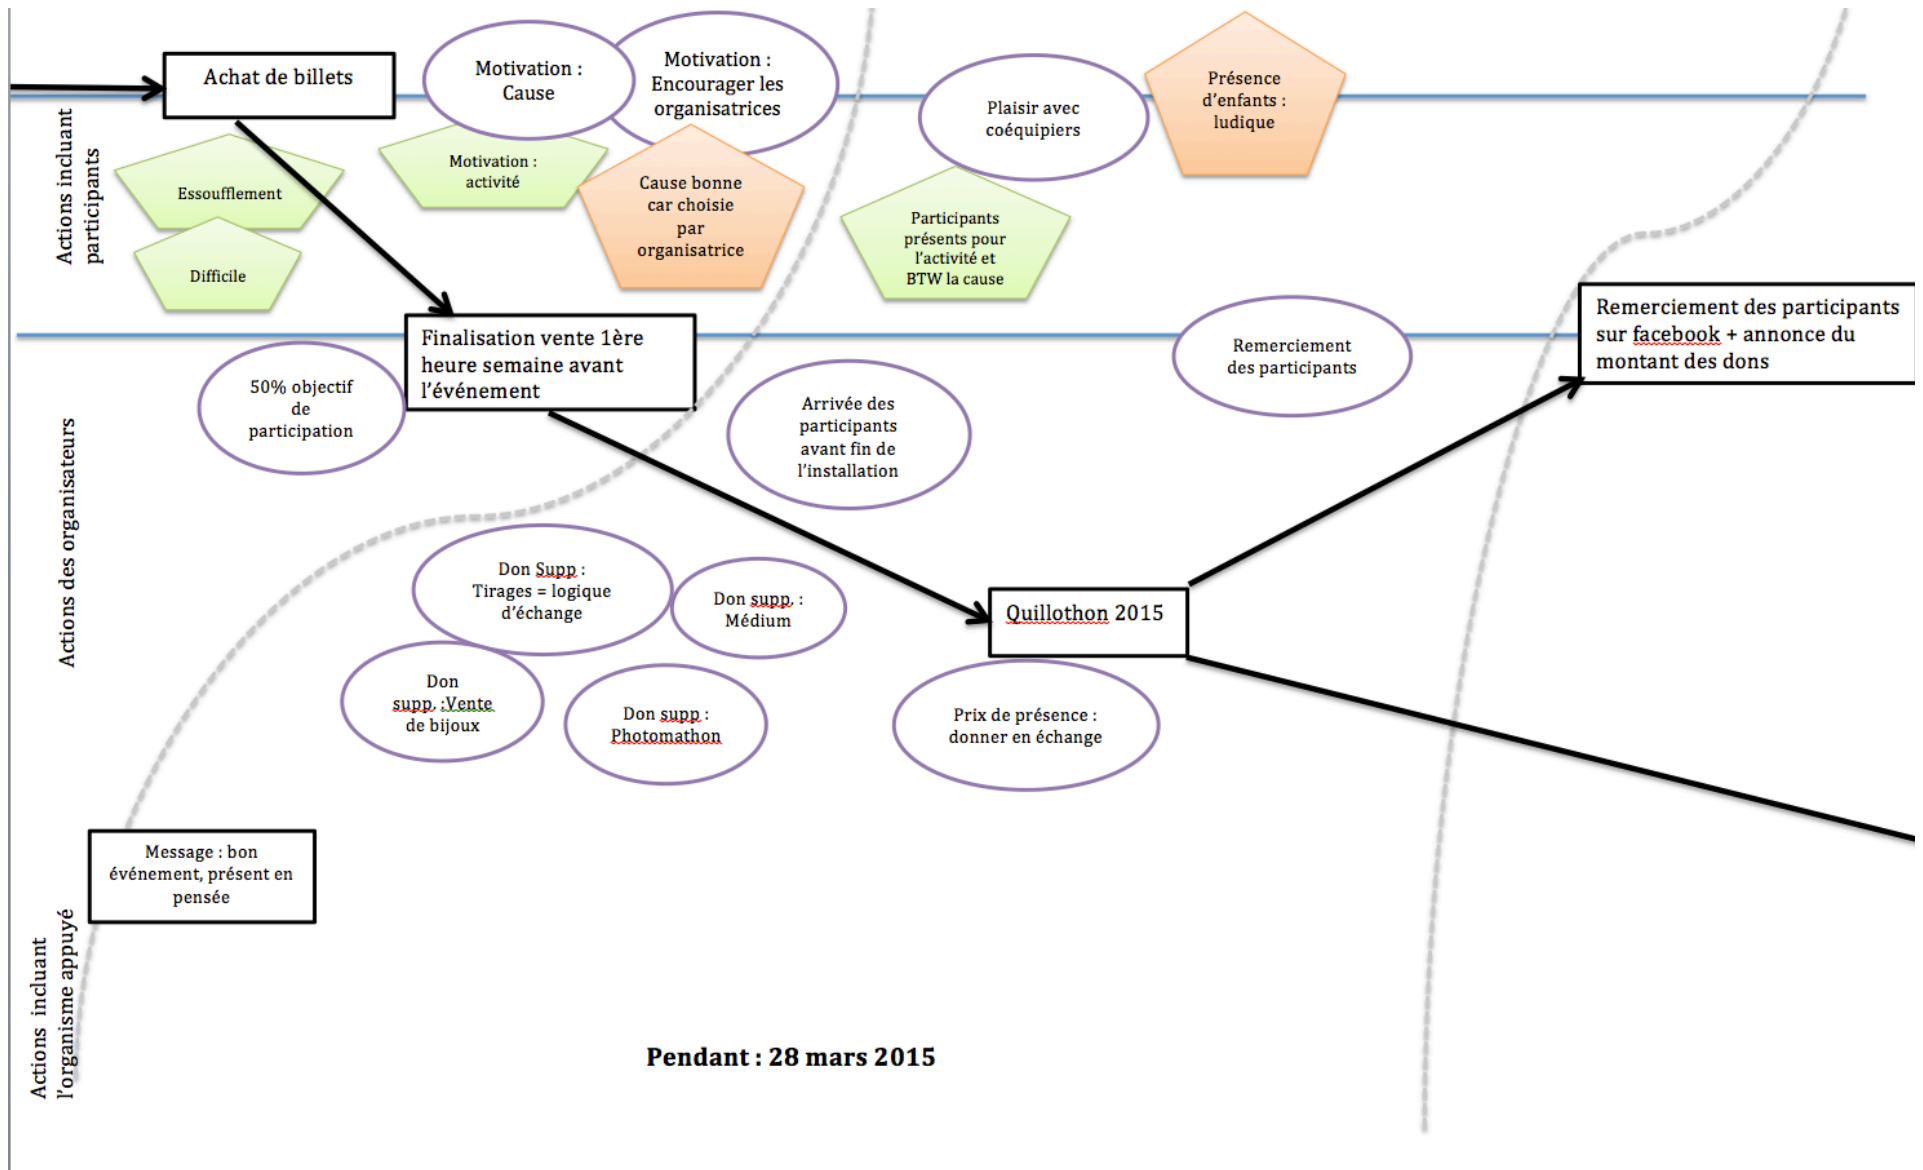 Achat de billets
Motivation :
Cause
Motivation :
Encourager les
organisatrices
Plaisir avec
coéquipiers
Présence
d'enfants :
ludique
Actions incluant
participants
Essoufflement
Difficile
Motivation :
activité
Cause bonne
car choisie
par
organisatrice
Participants
présents pour
l'activité et
BTW la cause
Finalisation vente 1ère
heure semaine avant
l'événement
Remerciement
des participants
Remerciement des participants
sur facebook + annonce du
montant des dons
Actions des organisateurs
50% objectif
de
participation
Arrivée des
participants
avant fin de
l'installation
Don Supp :
Tirages = logique
d'échange
Don supp. :
Médium
Quillothon 2015
Don
supp. :Vente
de bijoux
Don supp :
Photomathon
Prix de présence :
donner en échange
Message : bon
événement, présent en
pensée
Actions incluant
l'organisme appuyé
Pendant : 28 mars 2015